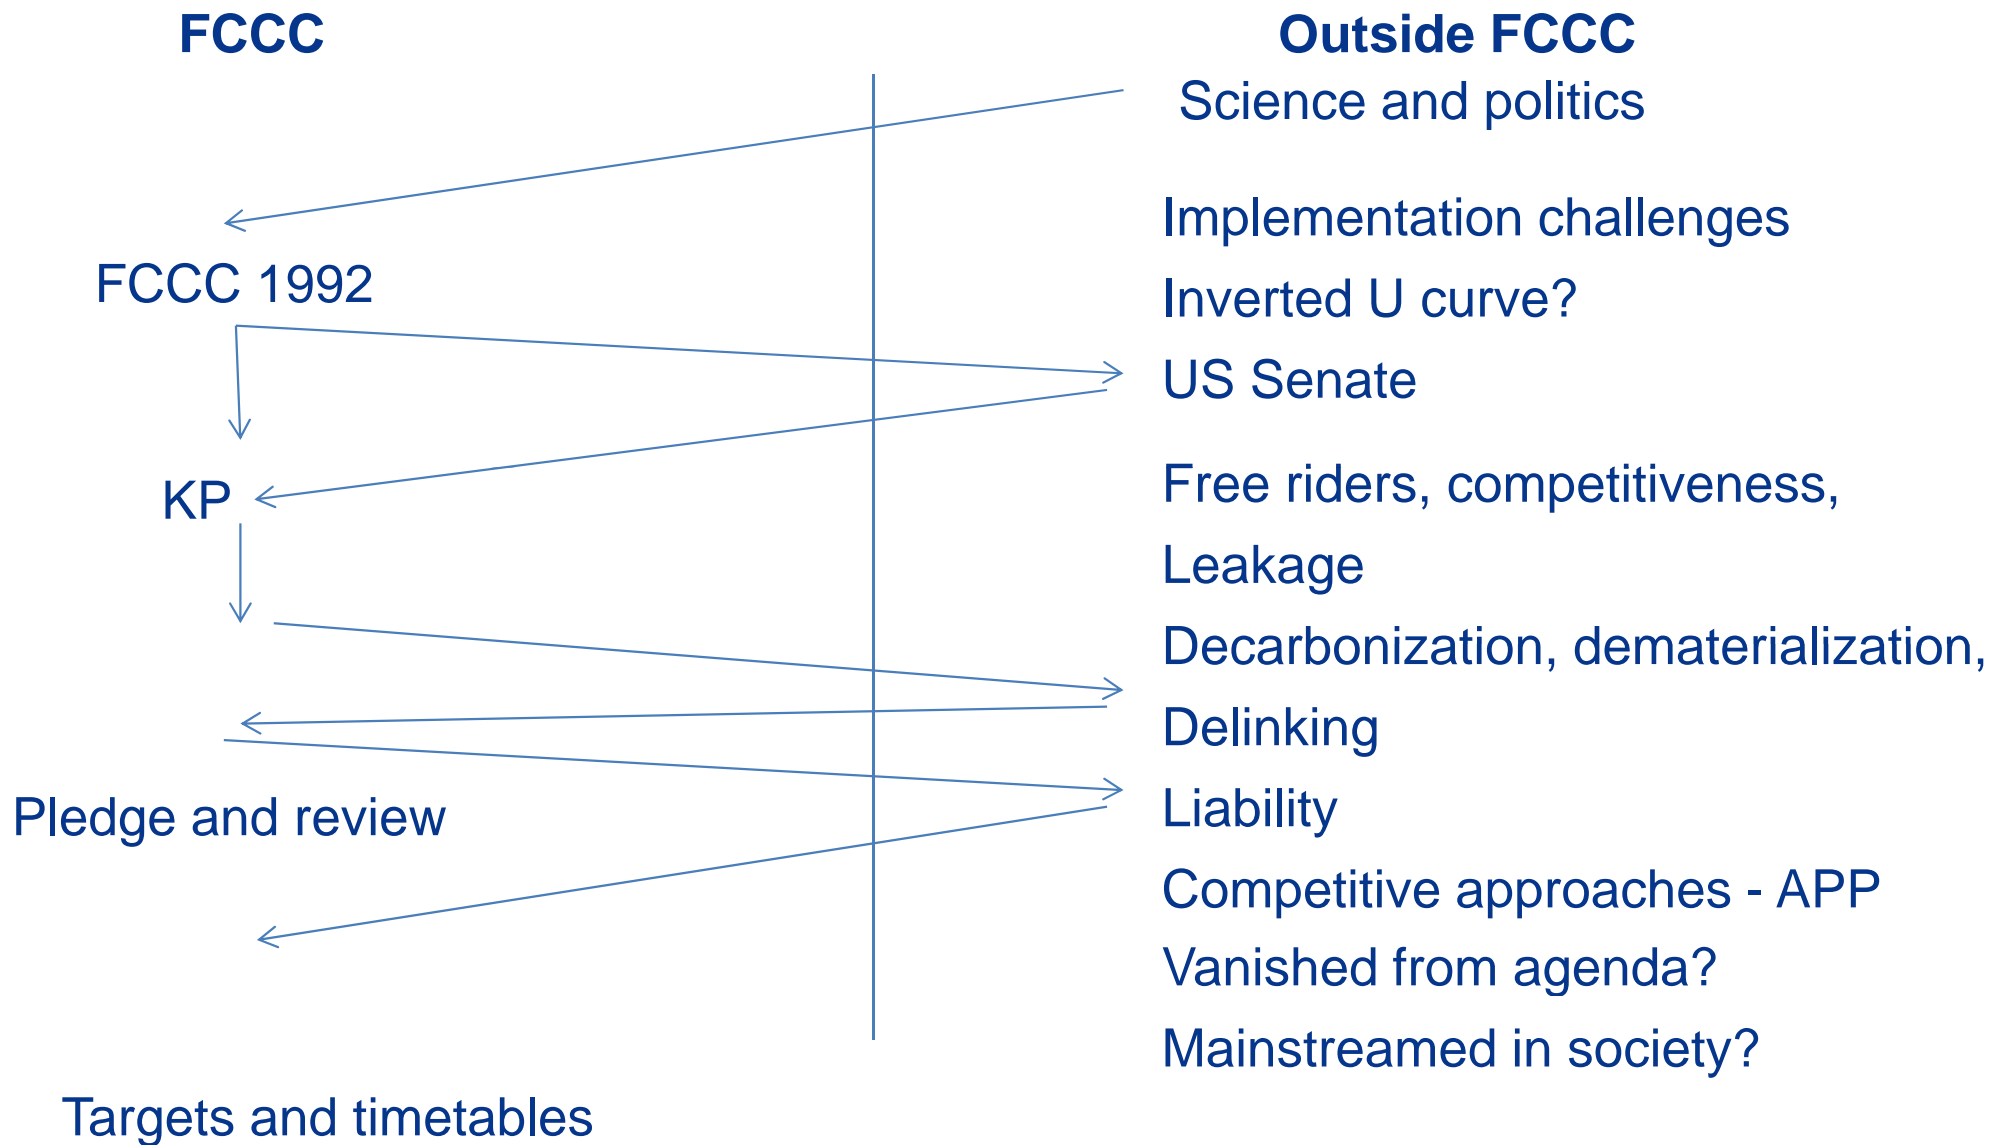 FCCC
FCCC 1992
KP
Pledge and review
Targets and timetables
Outside FCCC
Science and politics
Implementation challenges
Inverted U curve?
US Senate
Free riders, competitiveness,
Leakage
Decarbonization, dematerialization,
Delinking
Liability
Competitive approaches - APP
Vanished from agenda?
Mainstreamed in society?